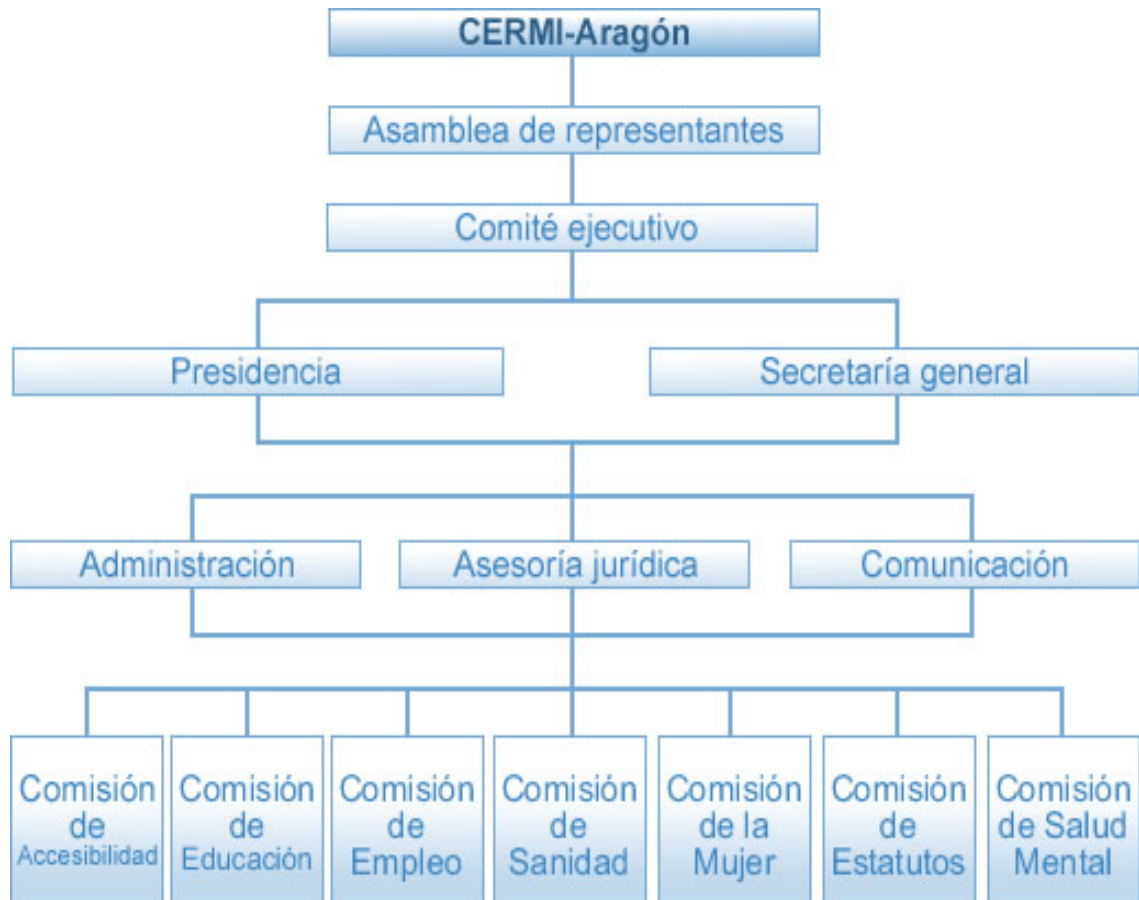 CERMI-Aragón
Asamblea de representantes
Comité ejecutivo
Presidencia
Secretaría general
Administración
Asesoría jurídica
Comunicación
Comisión
de
Accesibilidad
Comisión
de
Educación
Comisión
de
Empleo
Comisión
de
Sanidad
Comisión
de la
Mujer
Comisión
de
Estatutos
Comisión
de Salud
Mental